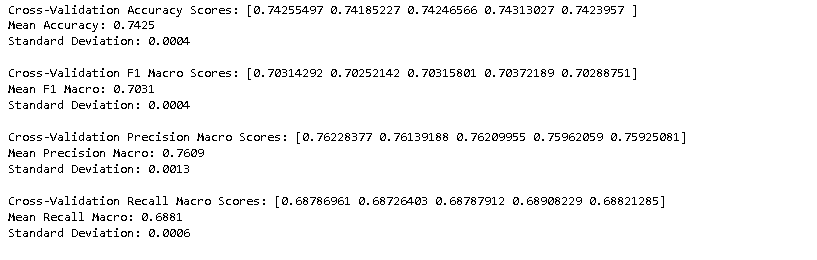 Cross-Validation Accuracy Scores: [0.74255497 0.74185227 0.74246566 0.74313027 0.7423957 ]
Mean Accuracy: 0.7425
Standard Deviation: 0.0004
Cross-Validation F1 Macro Scores: [0.70314292 0.70252142 0.70315801 0.70372189 0.70288751]
Mean F1 Macro: 0.7031
Standard Deviation: 0.0004
Cross-Validation Precision Macro Scores: [0.76228377 0.76139188 0.76209955 0.75962059 0.75925081]
Mean Precision Macro: 0.7609
Standard Deviation: 0.0013
Cross-Validation Recall Macro Scores: [0.68786961 0.68726403 0.68787912 0.68908229 0.68821285]
Mean Recall Macro: 0.6881
Standard Deviation: 0.0006